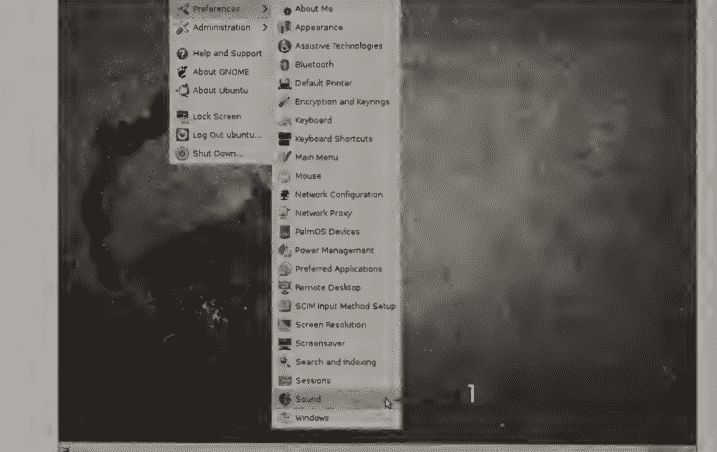 Preferences
Administration
Help and Support
About GNOME
About Ubuntu
Lock Screen
Log Out ubuntu...
Shut Down...
About Me
Appearance
Assistive Technologies
Bluetooth
Default Printer
Encryption and Keyrings
Keyboard
Keyboard Shortcuts
Main Menu
Mouse
Network Configuration
Network Proxy
PalmOS Devices
Power Management
Preferred Applications
Remote Desktop
SCIM Input Method Setup
Screen Resolution
Screensaver
Search and Indexing
Sessions
Sound
Windows
1